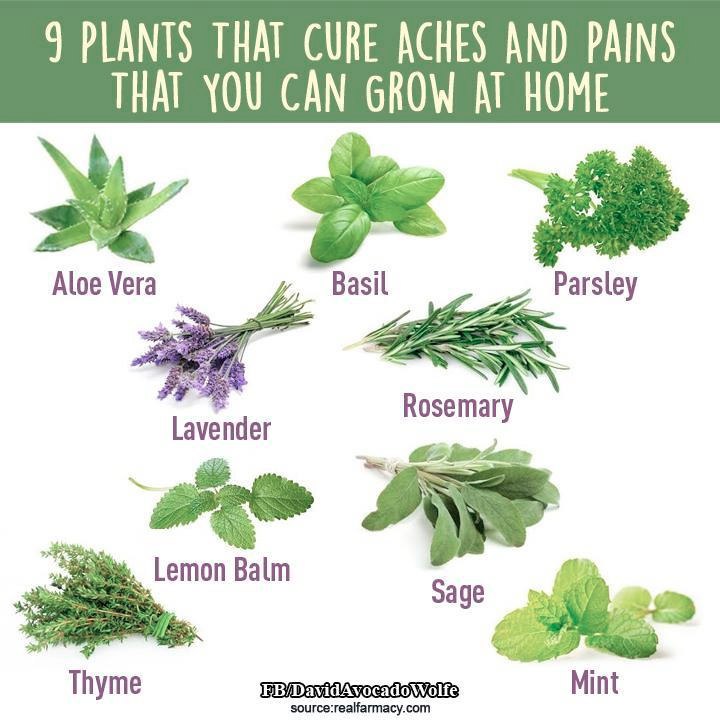 9 PLANTS THAT CURE ACHES AND PAINS
THAT YOU CAN GROW AT HOME
Aloe Vera
Basil
Parsley
Lavender
Rosemary
Lemon Balm
Sage
Thyme
Mint
FB/DavidAvocadoWolfe
source:realfarmacy.com